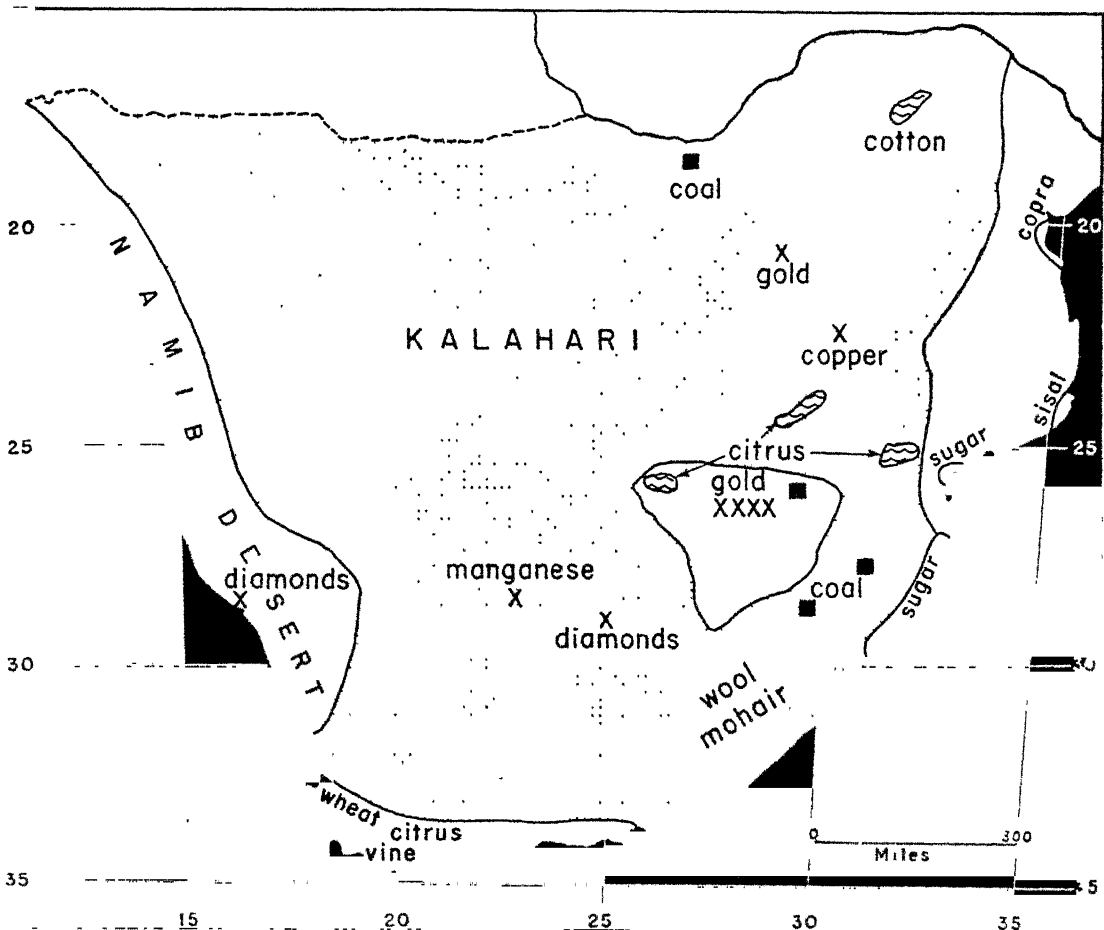 cotton
coal
copra
20
20
NAMIB DESERT
X
gold
KALAHARI
X
copper
sisal
25
citrus
sugar
25
gold
XXXX
manganese
X
diamonds
X
coal
sugar
X
diamonds
30
wool
mohair
wheat
citrus
vine
0 300
Miles
35
5
15 20 25 30 35